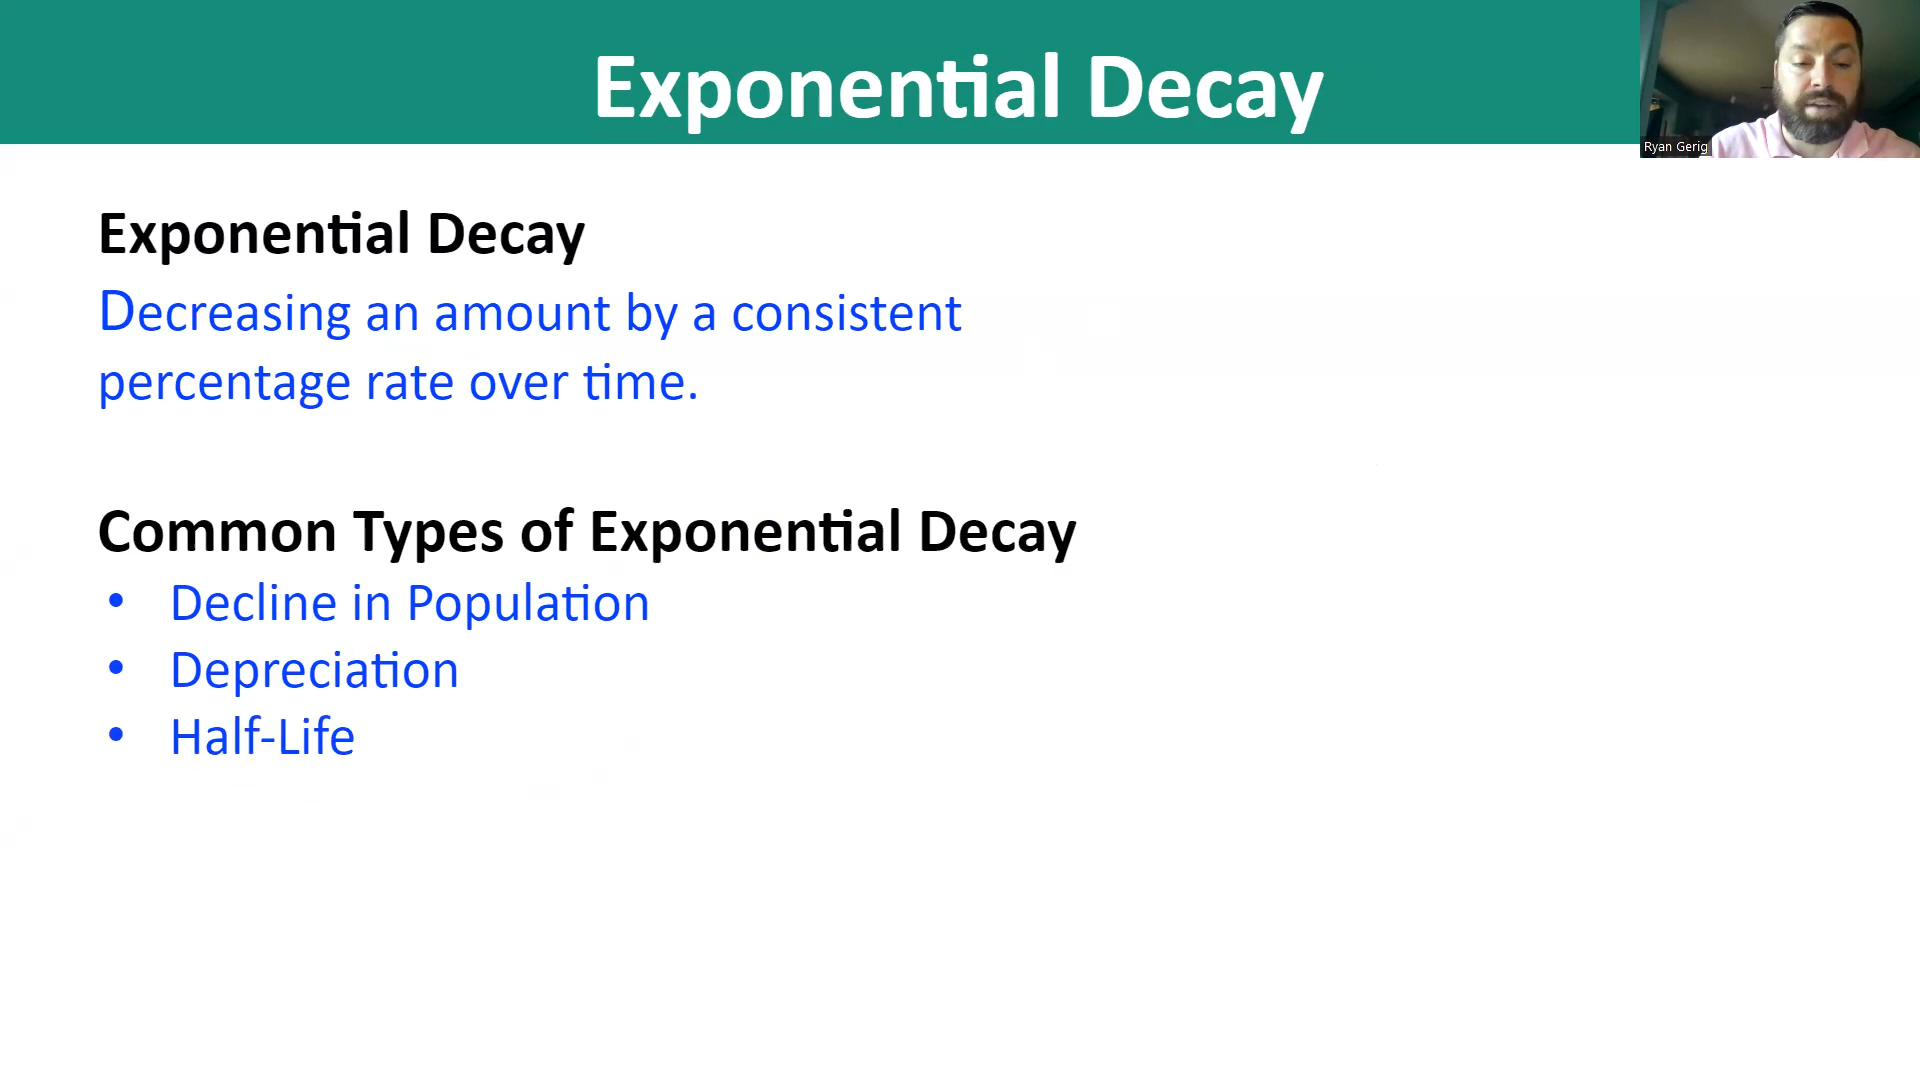 Exponential Decay
Ryan Gerig
Exponential Decay
Decreasing an amount by a consistent
percentage rate over time.
Common Types of Exponential Decay
• Decline in Population
• Depreciation
• Half-Life